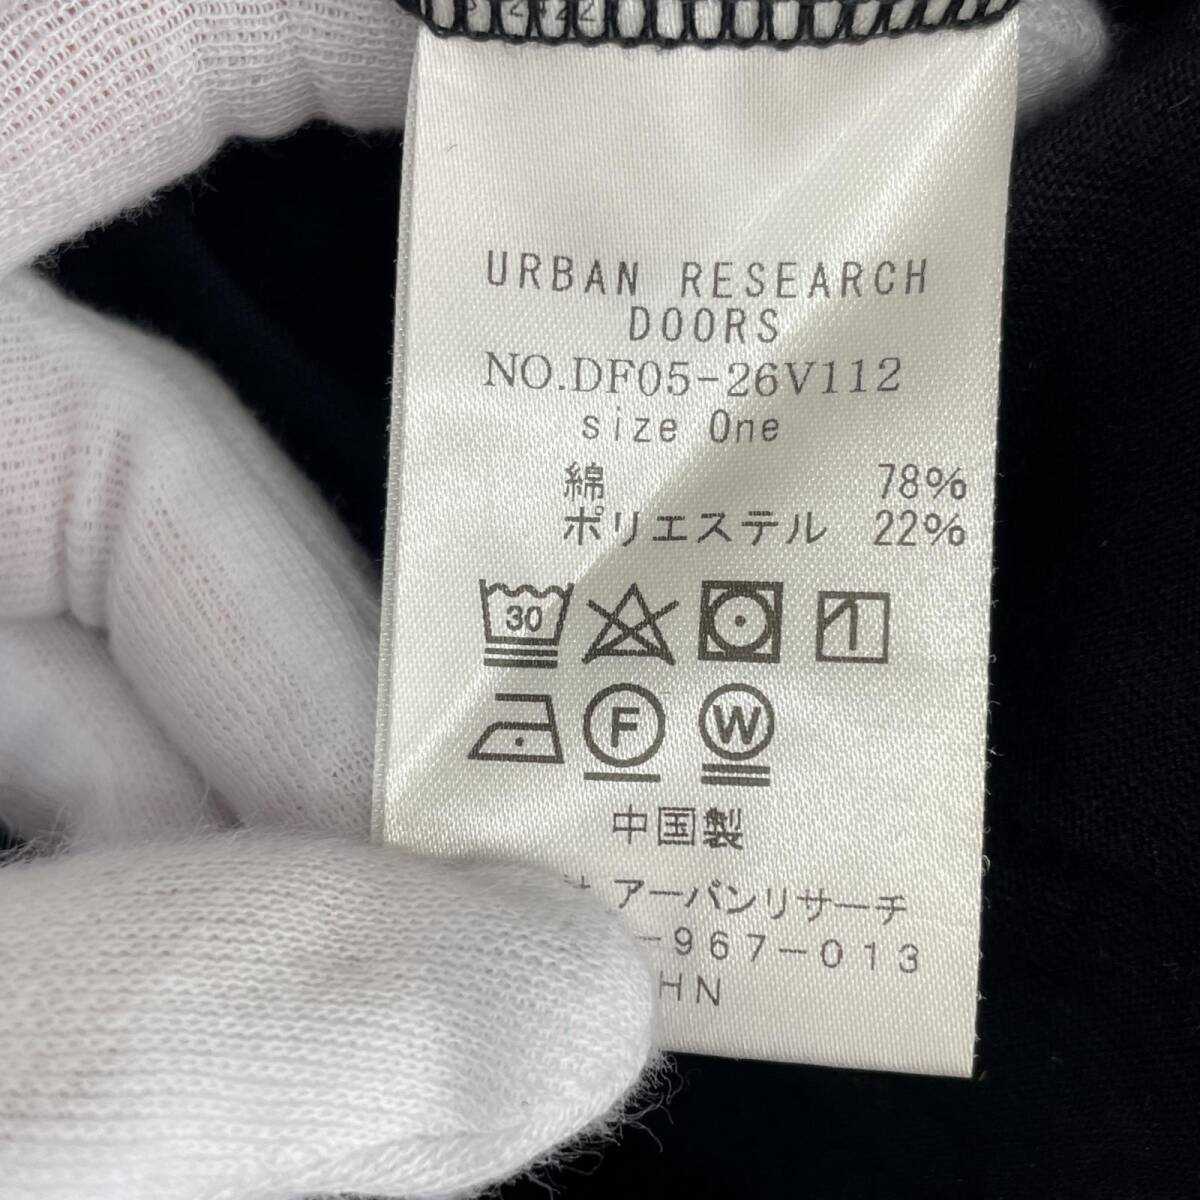 URBAN RESEARCH
DOORS
NO.DF05-26V112
size One
綿 78%
ポリエステル 22%
30
F W
中国製
アーバンリサーチ
-967-013
HN